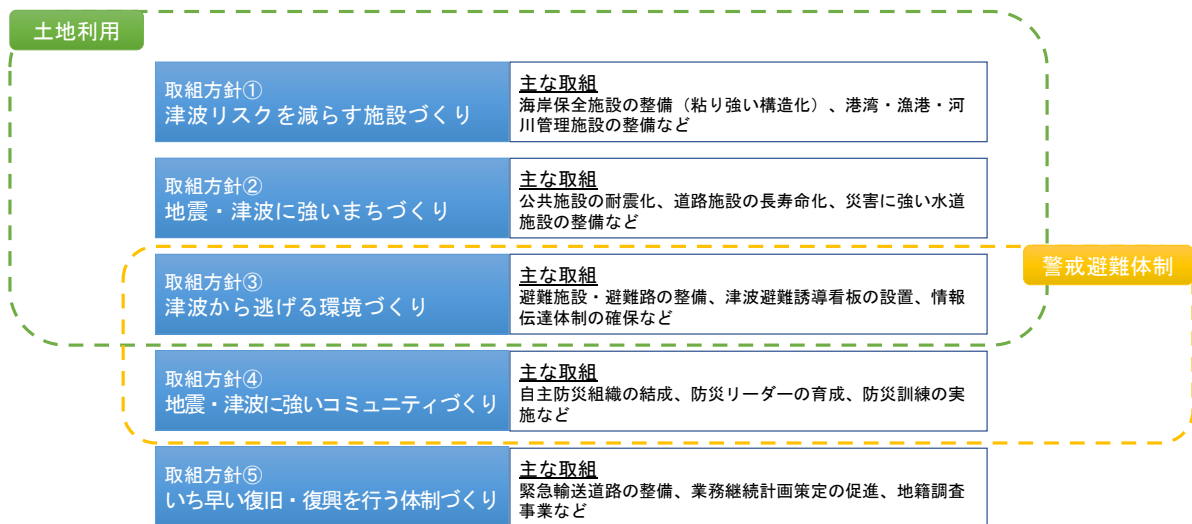 土地利用
取組方針①
津波リスクを減らす施設づくり
主な取組
海岸保全施設の整備（粘り強い構造化）、港湾・漁港・河
川管理施設の整備など
取組方針②
地震・津波に強いまちづくり
主な取組
公共施設の耐震化、道路施設の長寿命化、災害に強い水道
施設の整備など
警戒避難体制
取組方針③
津波から逃げる環境づくり
主な取組
避難施設・避難路の整備、津波避難誘導看板の設置、情報
伝達体制の確保など
取組方針④
地震・津波に強いコミュニティづくり
主な取組
自主防災組織の結成、防災リーダーの育成、防災訓練の実
施など
取組方針⑤
いち早い復旧・復興を行う体制づくり
主な取組
緊急輸送道路の整備、業務継続計画策定の促進、地籍調査
事業など